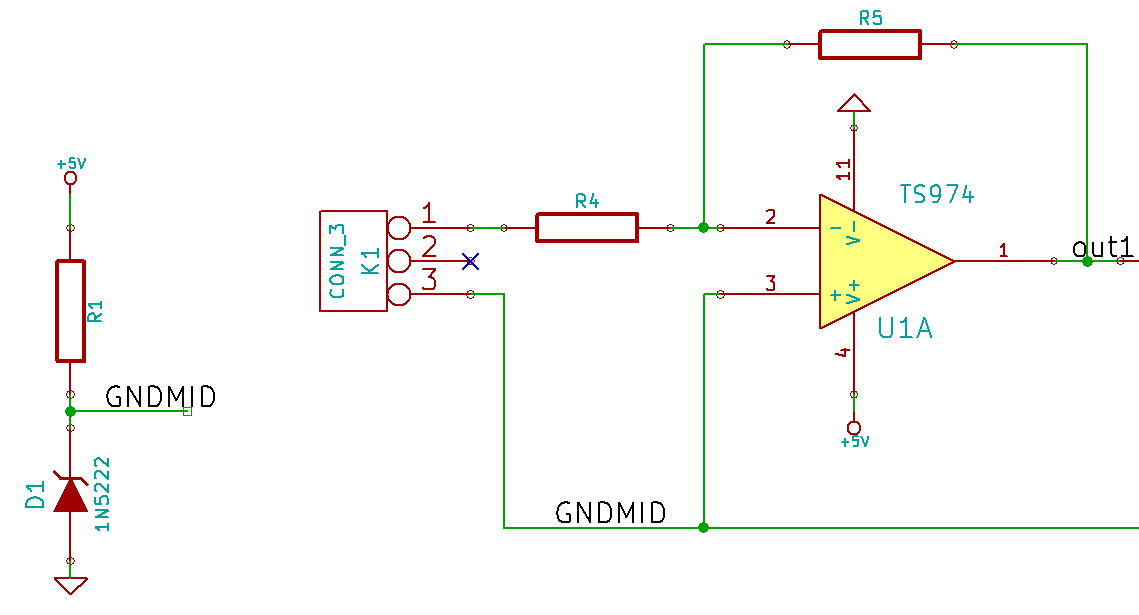 R5
+5V
11
TS974
R4
1
2
CONN_3
K1
2
3
-
V-
1
out1
3
+
V+
R1
U1A
4
GNDMID
+5V
D1
1N5222
GNDMID